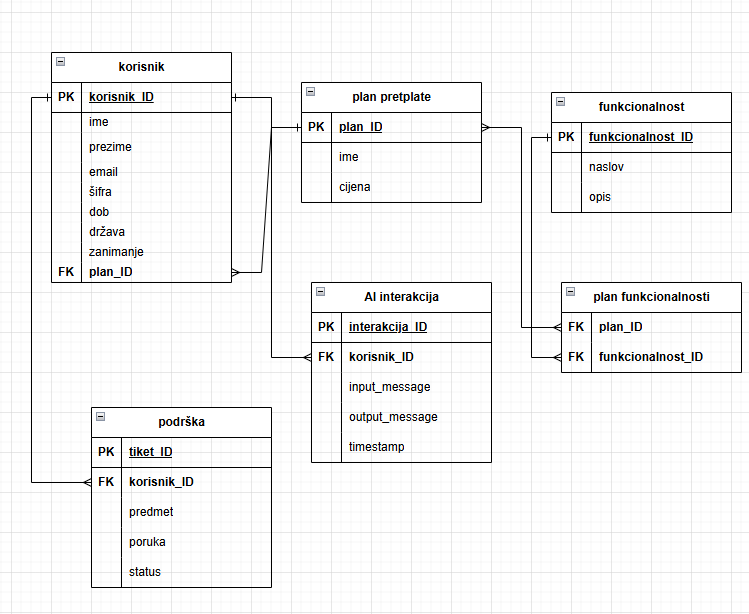 korisnik
PK korisnik_ID
ime
prezime
email
šifra
dob
država
zanimanje
FK plan_ID
plan pretplate
PK plan_ID
ime
cijena
funkcionalnost
PK funkcionalnost_ID
naslov
opis
AI interakcija
PK interakcija_ID
FK korisnik_ID
input_message
output_message
timestamp
plan funkcionalnosti
FK plan_ID
FK funkcionalnost_ID
podrška
PK tiket_ID
FK korisnik_ID
predmet
poruka
status